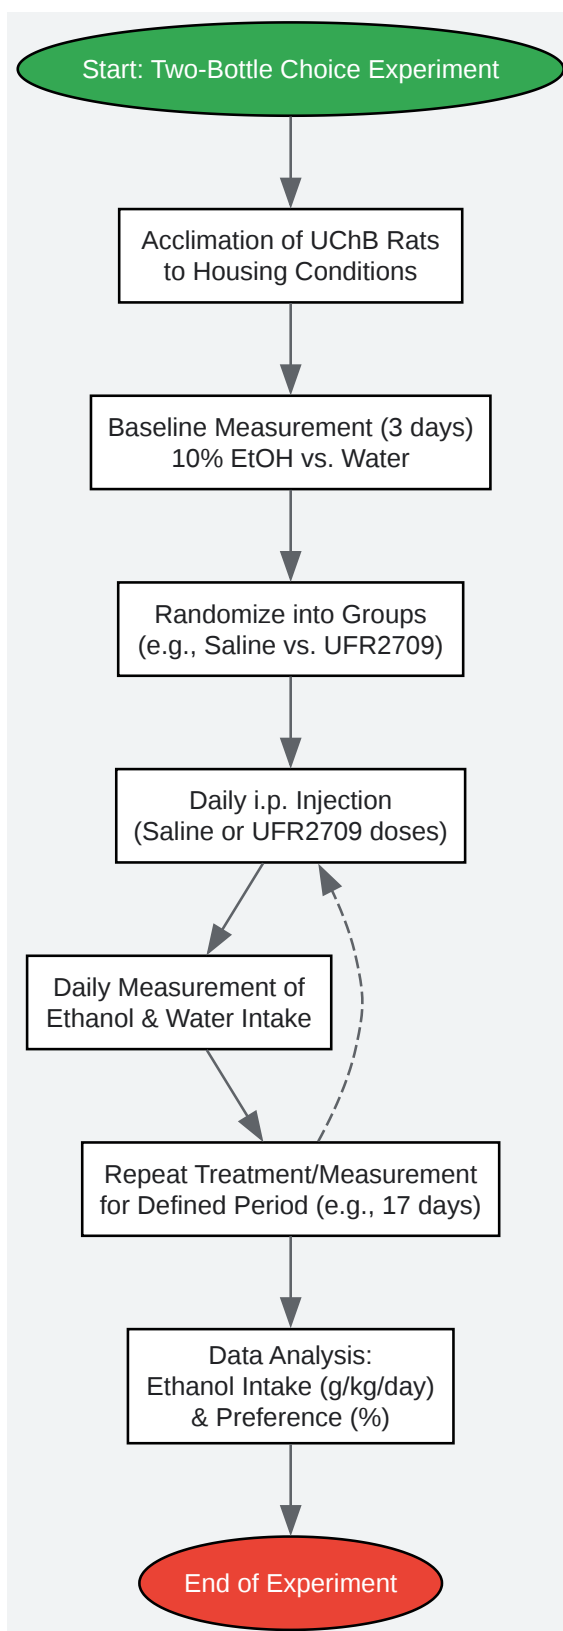 Start: Two-Bottle Choice Experiment
Acclimation of UChB Rats
to Housing Conditions
Baseline Measurement (3 days)
10% EtOH vs. Water
Randomize into Groups
(e.g., Saline vs. UFR2709)
Daily i.p. Injection
(Saline or UFR2709 doses)
Daily Measurement of
Ethanol & Water Intake
Repeat Treatment/Measurement
for Defined Period (e.g., 17 days)
Data Analysis:
Ethanol Intake (g/kg/day)
& Preference (%)
End of Experiment